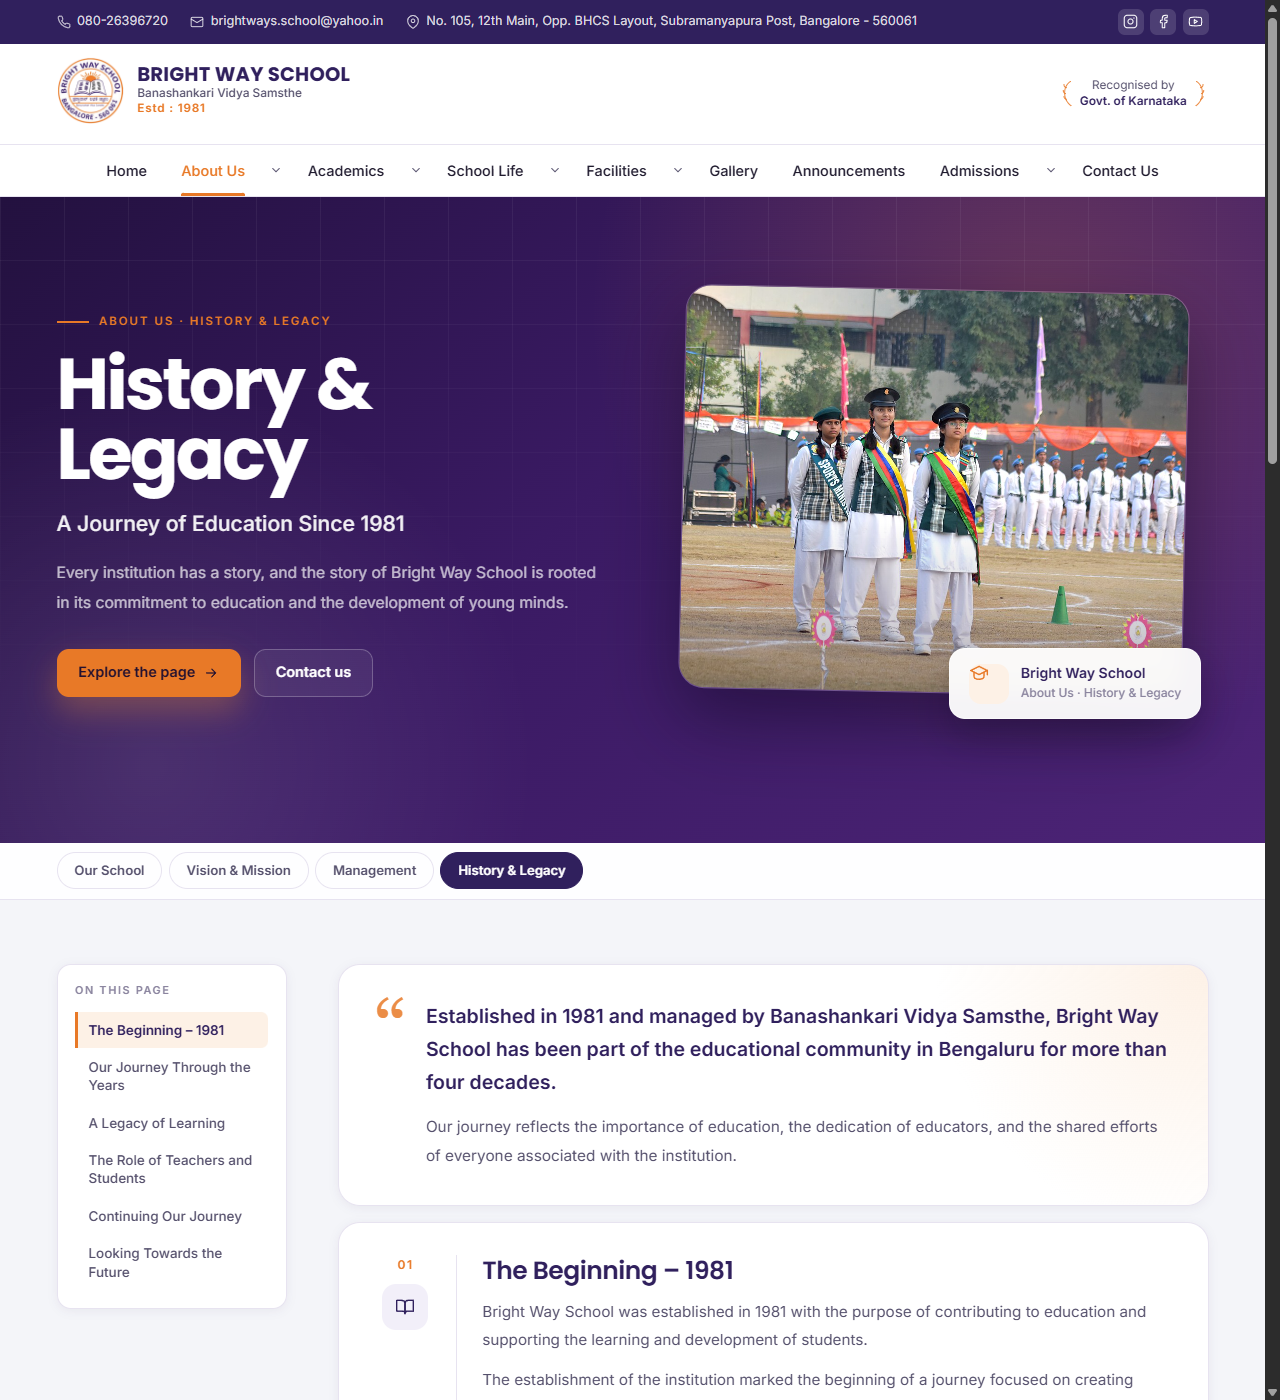 080-26396720
brightways.school@yahoo.in
No. 105, 12th Main, Opp. BHCS Layout, Subramanyapura Post, Bangalore - 560061
BRIGHT WAY SCHOOL
BANGALORE - 560 061
BRIGHT WAY SCHOOL
Banashankari Vidya Samsthe
Estd : 1981
Recognised by
Govt. of Karnataka
Home
About Us
Academics
School Life
Facilities
Gallery
Announcements
Admissions
Contact Us
ABOUT US · HISTORY & LEGACY
History &
Legacy
A Journey of Education Since 1981
Every institution has a story, and the story of Bright Way School is rooted
in its commitment to education and the development of young minds.
Explore the page
Contact us
SPORTS
Bright Way School
About Us · History & Legacy
Our School
Vision & Mission
Management
History & Legacy
ON THIS PAGE
The Beginning – 1981
Our Journey Through the
Years
A Legacy of Learning
The Role of Teachers and
Students
Continuing Our Journey
Looking Towards the
Future
“
Established in 1981 and managed by Banashankari Vidya Samsthe, Bright Way
School has been part of the educational community in Bengaluru for more than
four decades.
Our journey reflects the importance of education, the dedication of educators, and the shared efforts
of everyone associated with the institution.
01
The Beginning – 1981
Bright Way School was established in 1981 with the purpose of contributing to education and
supporting the learning and development of students.
The establishment of the institution marked the beginning of a journey focused on creating